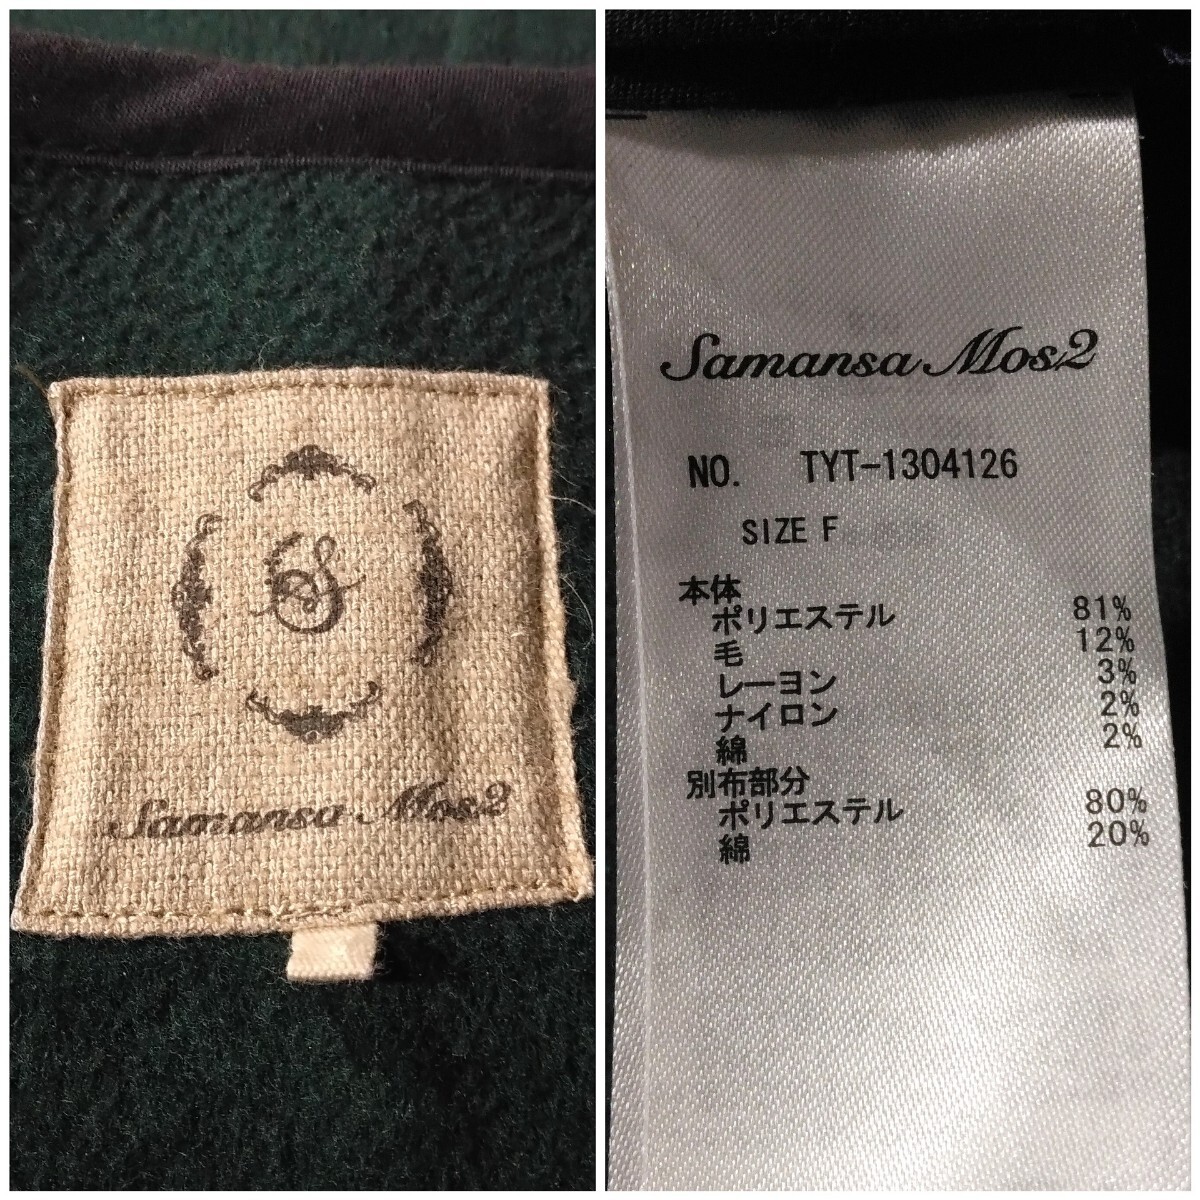 S
Samansa Mos2
Samansa Mos2
NO. TYT-1304126
SIZE F
本体
ポリエステル 81%
毛 12%
レーヨン 3%
ナイロン 2%
綿 2%
別布部分
ポリエステル 80%
綿 20%